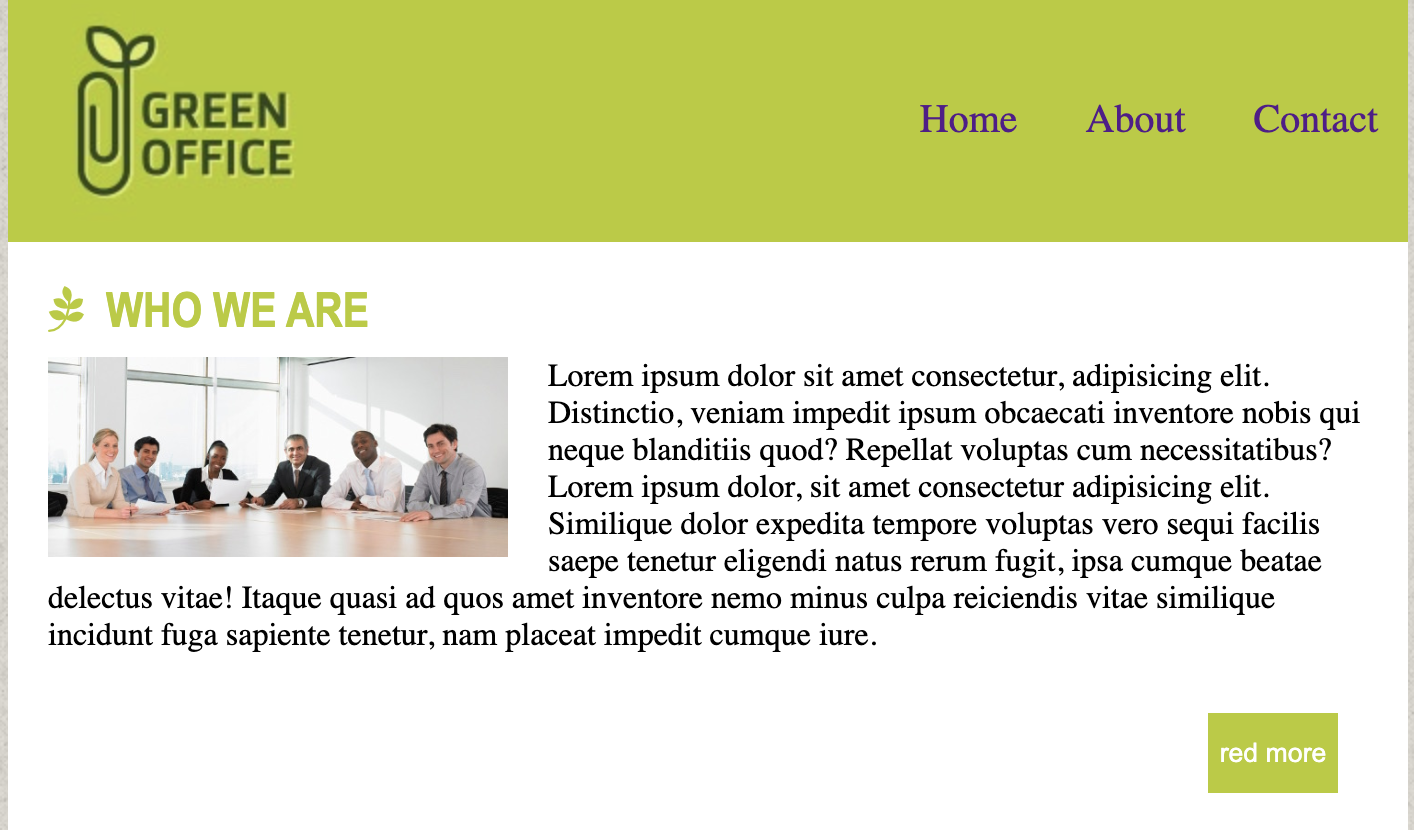 GREEN
OFFICE
Home About Contact
WHO WE ARE
Lorem ipsum dolor sit amet consectetur, adipisicing elit.
Distinctio, veniam impedit ipsum obcaecati inventore nobis qui
neque blanditiis quod? Repellat voluptas cum necessitatibus?
Lorem ipsum dolor, sit amet consectetur adipisicing elit.
Similique dolor expedita tempore voluptas vero sequi facilis
saepe tenetur eligendi natus rerum fugit, ipsa cumque beatae
delectus vitae! Itaque quasi ad quos amet inventore nemo minus culpa reiciendis vitae similique
incidunt fuga sapiente tenetur, nam placeat impedit cumque iure.
red more